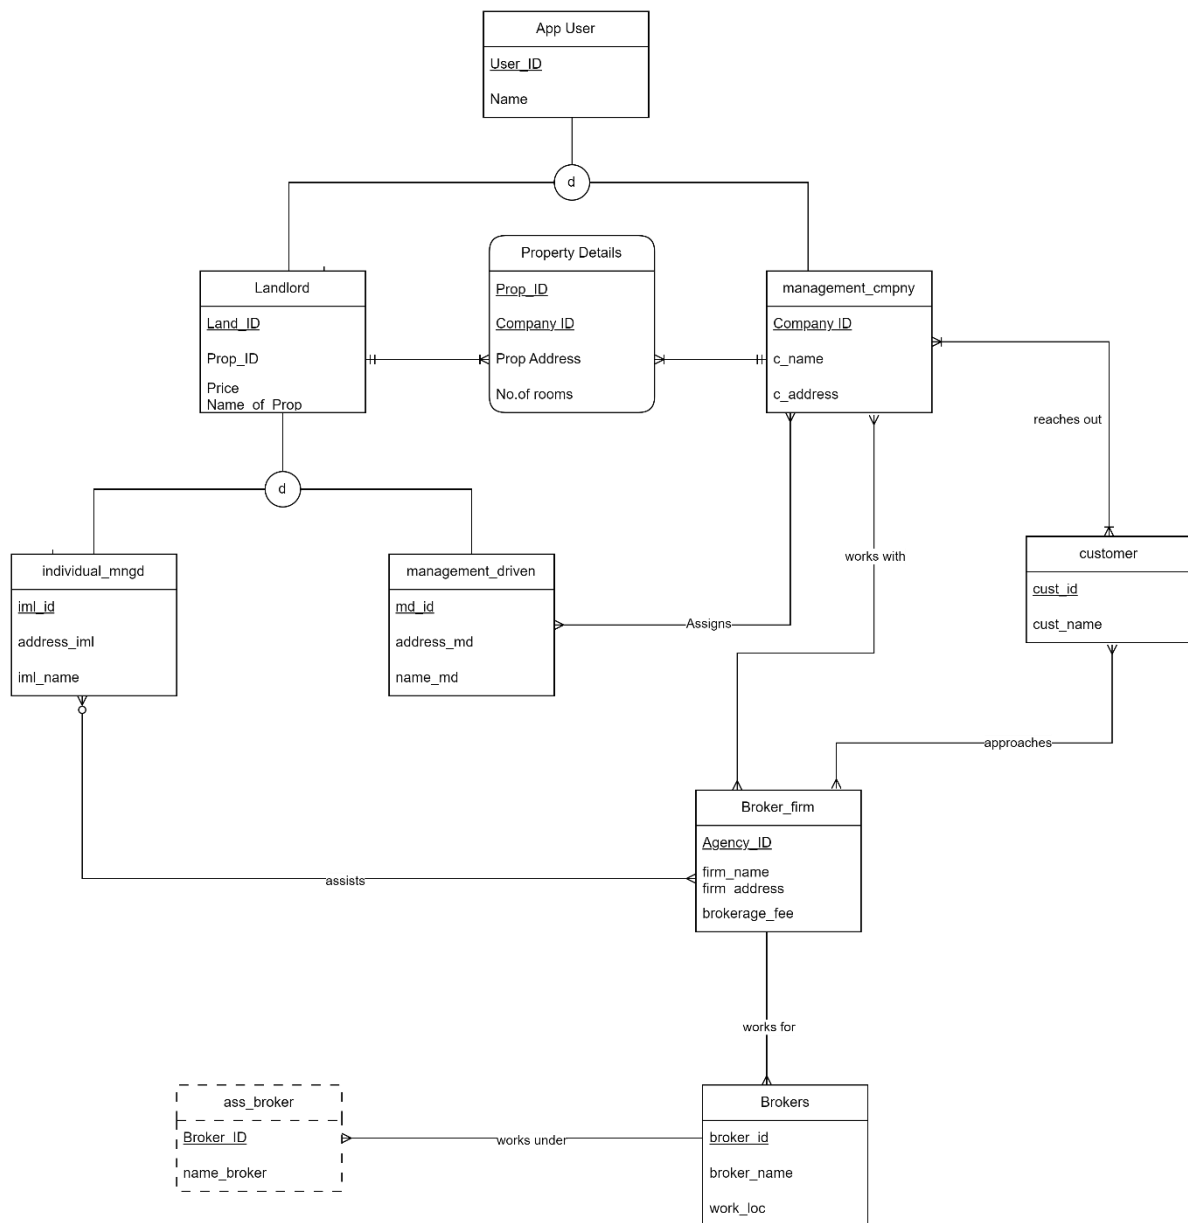 App User
User_ID
Name
d
Property Details
Prop_ID
Company ID
Prop Address
No.of rooms
Landlord
Land_ID
Prop_ID
Price
Name_of_Prop
management_cmpny
Company ID
c_name
c_address
reaches out
d
individual_mngd
iml_id
address_iml
iml_name
management_driven
md_id
address_md
name_md
Assigns
works with
customer
cust_id
cust_name
approaches
assists
Broker_firm
Agency_ID
firm_name
firm_address
brokerage_fee
works for
ass_broker
Broker_ID
name_broker
works under
Brokers
broker_id
broker_name
work_loc